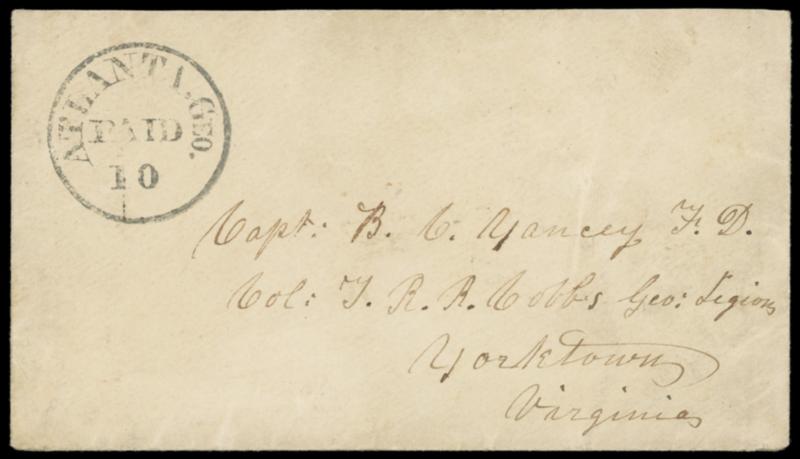 ATLANTA, GEO.
PAID
10
Capt: B. C. Yancey F. D.
Col: T. R. R. Cobb's Geo: Legion
Yorktown
Virginia